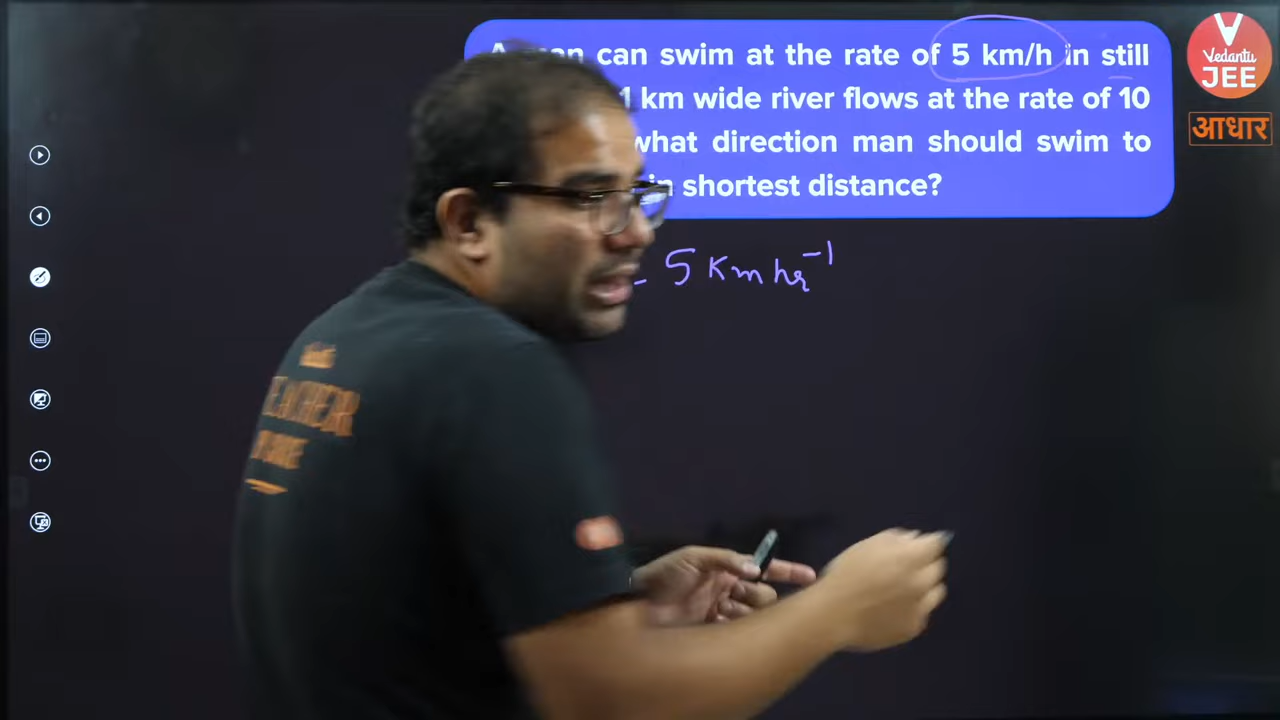 can swim at the rate of 5 km/h in still
1 km wide river flows at the rate of 10
what direction man should swim to
in shortest distance?
= 5 Km hr⁻¹
V
Vedantu
JEE
आधार